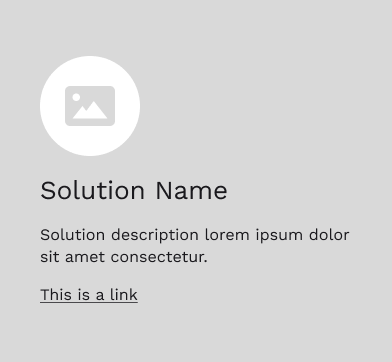 Solution Name
Solution description lorem ipsum dolor
sit amet consectetur.
This is a link